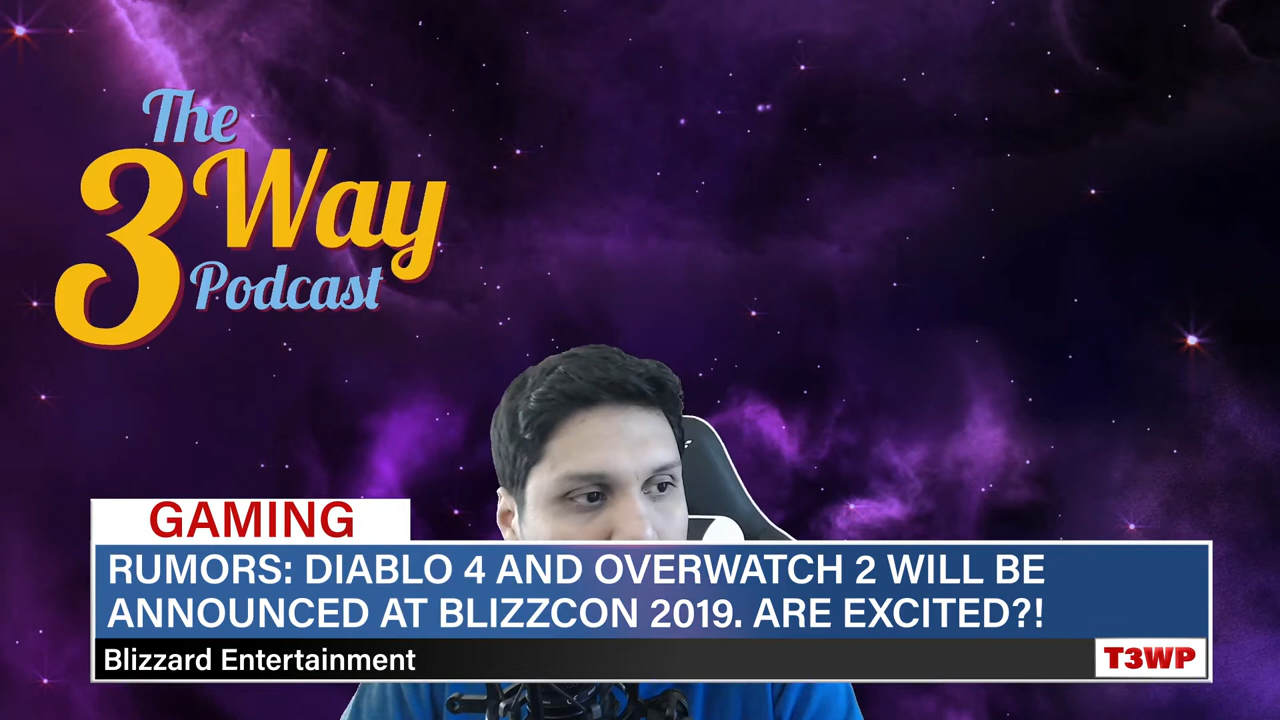 The
3 Way
Podcast
GAMING
RUMORS: DIABLO 4 AND OVERWATCH 2 WILL BE
ANNOUNCED AT BLIZZCON 2019. ARE EXCITED?!
Blizzard Entertainment
T3WP